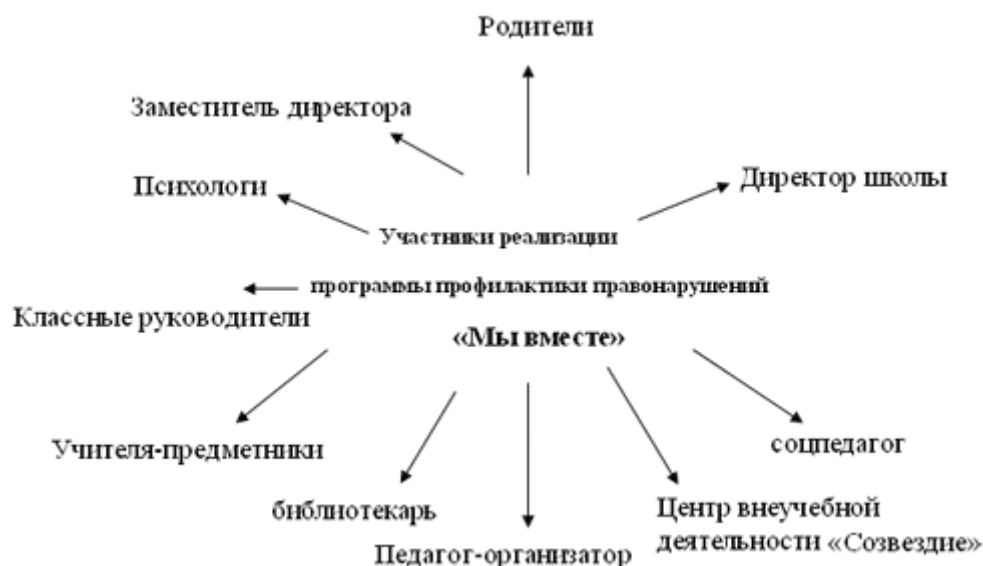 Родители
Заместитель директора
Психологи
Директор школы
Участники реализации
программы профилактики правонарушений
Классные руководители
«Мы вместе»
Учителя-предметники
соцпедагог
библиотекарь
Центр внеучебной
деятельности «Созвездие»
Педагог-организатор